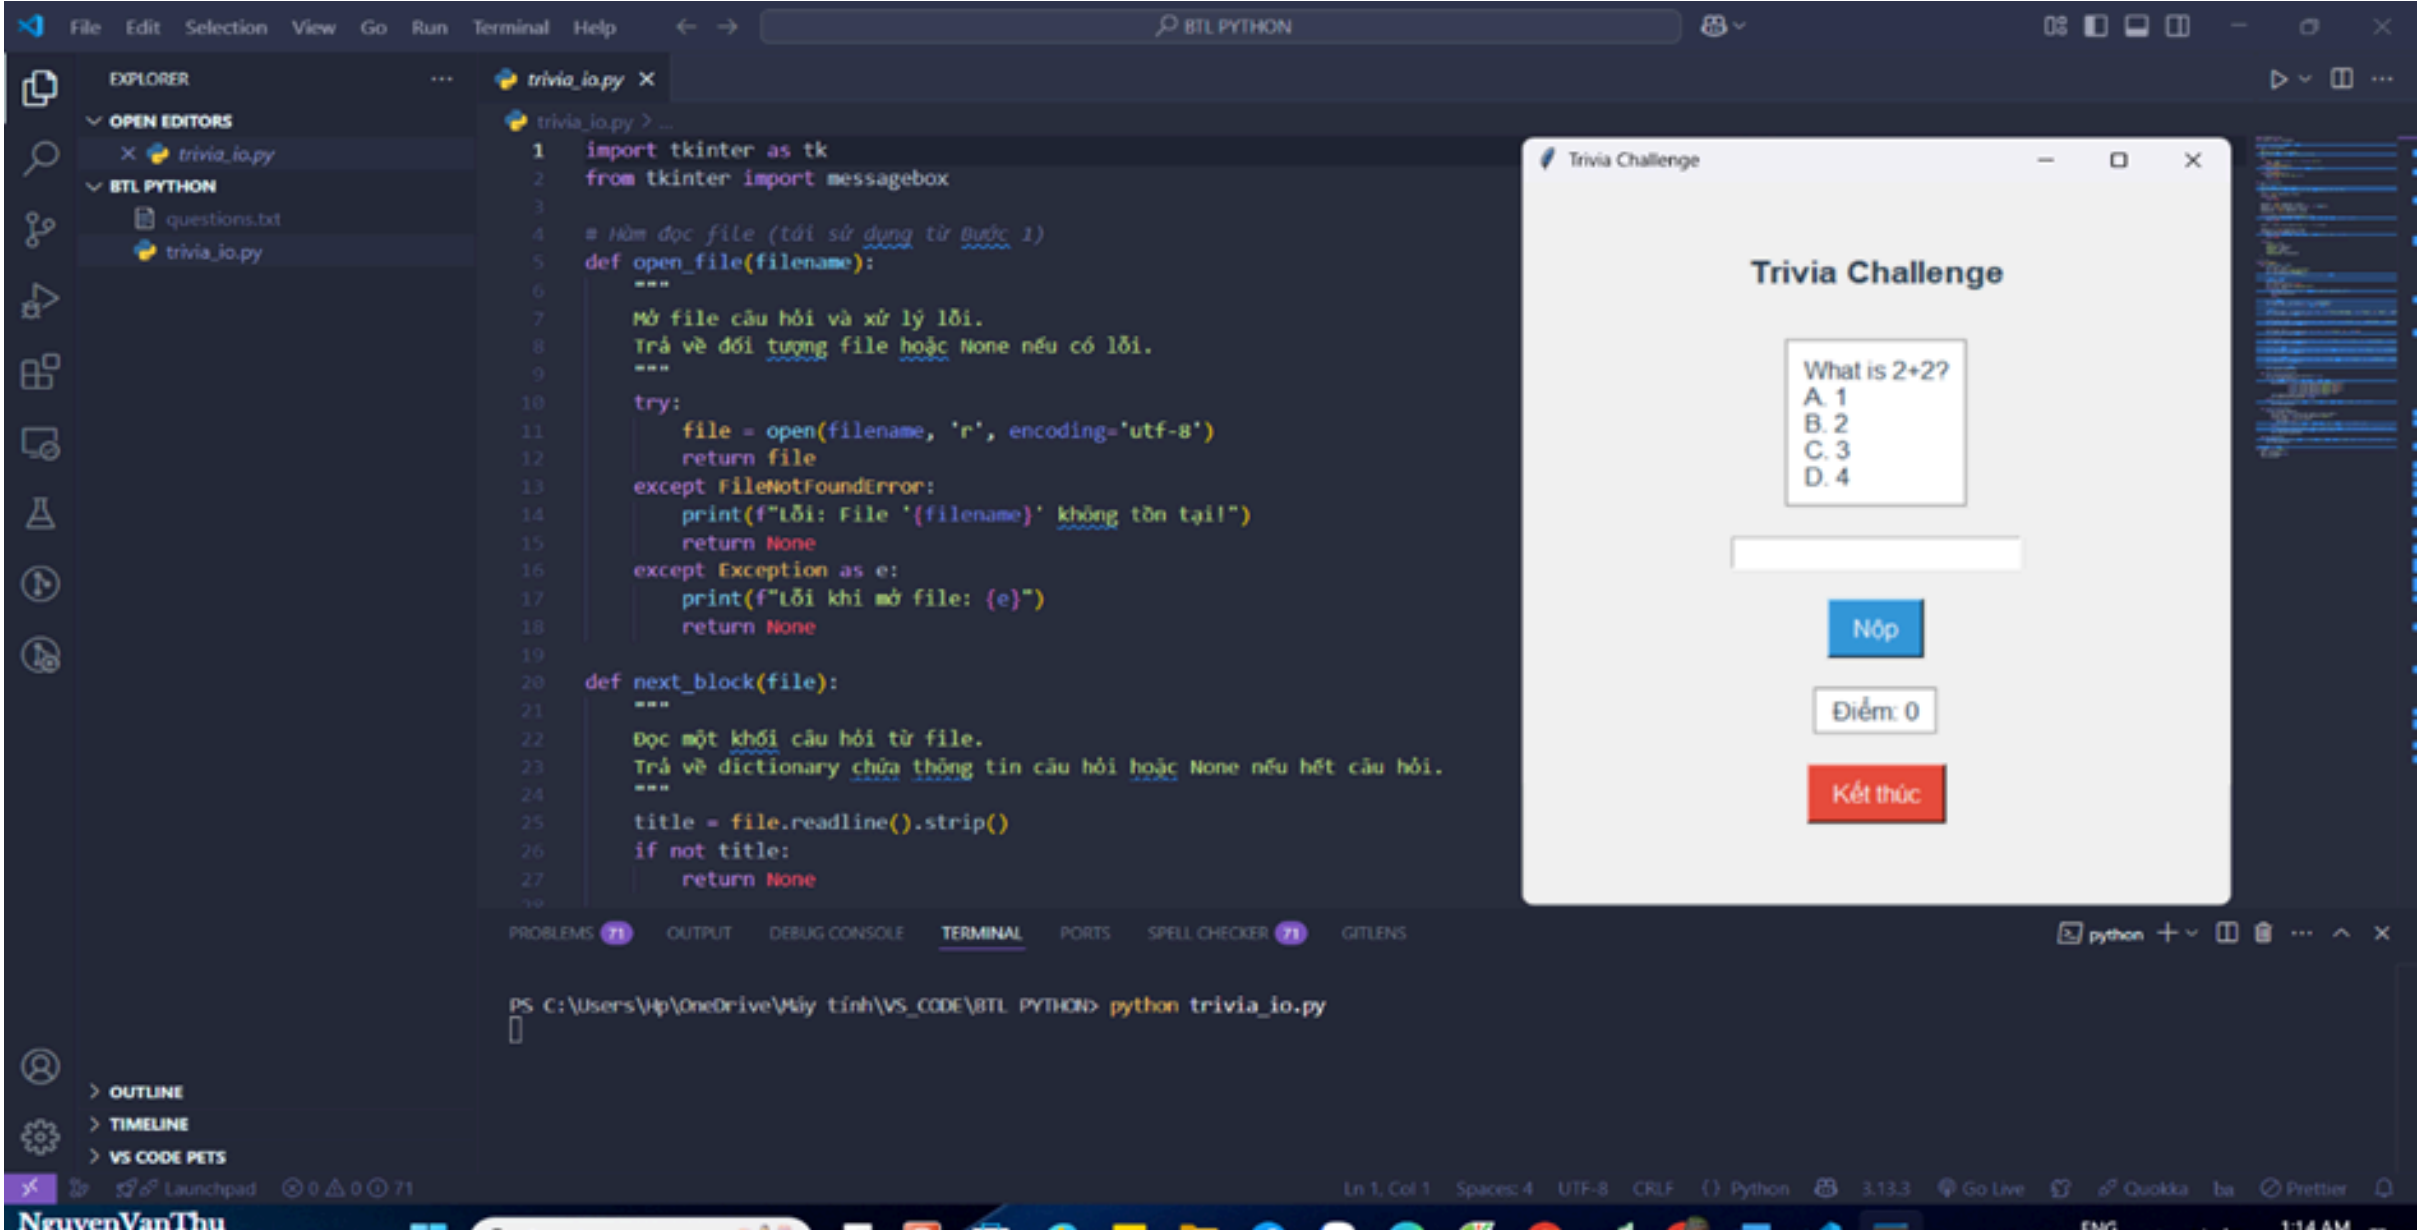 File Edit Selection View Go Run Terminal Help
BTL PYTHON
EXPLORER
OPEN EDITORS
trivia_io.py
BTL PYTHON
questions.txt
trivia_io.py
OUTLINE
TIMELINE
VS CODE PETS
trivia_io.py
trivia_io.py > ...
1 import tkinter as tk
2 from tkinter import messagebox
3
4 # Hàm đọc file (tái sử dụng từ Bước 1)
5 def open_file(filename):
6 """
7 Mở file câu hỏi và xử lý lỗi.
8 Trả về đối tượng file hoặc None nếu có lỗi.
9 """
10 try:
11 file = open(filename, 'r', encoding='utf-8')
12 return file
13 except FileNotFoundError:
14 print(f"Lỗi: File '{filename}' không tồn tại!")
15 return None
16 except Exception as e:
17 print(f"Lỗi khi mở file: {e}")
18 return None
19
20 def next_block(file):
21 """
22 Đọc một khối câu hỏi từ file.
23 Trả về dictionary chứa thông tin câu hỏi hoặc None nếu hết câu hỏi.
24 """
25 title = file.readline().strip()
26 if not title:
27 return None
28
Trivia Challenge
Trivia Challenge
What is 2+2?
A. 1
B. 2
C. 3
D. 4
Nộp
Điểm: 0
Kết thúc
PROBLEMS 71 OUTPUT DEBUG CONSOLE TERMINAL PORTS SPELL CHECKER 71 GITLENS
python
PS C:\Users\Hp\OneDrive\Máy tính\VS_CODE\BTL PYTHON> python trivia_io.py
Launchpad 0 0 71
Ln 1, Col 1 Spaces: 4 UTF-8 CRLF {} Python 3.13.3 Go Live Quokka ba Prettier
NguyenVanThu
ENG
1:14 AM